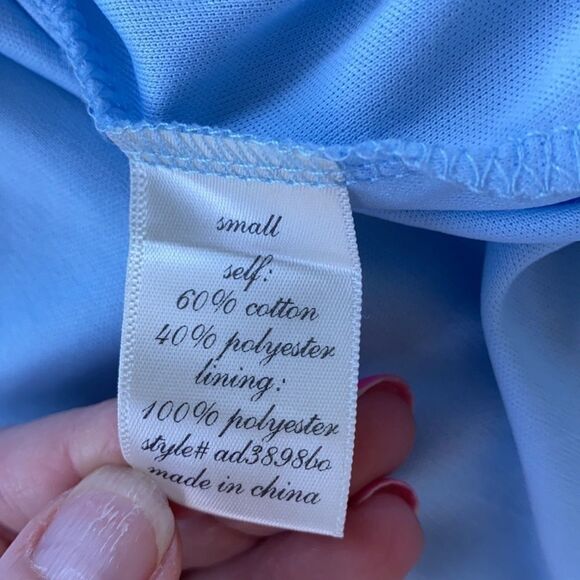 small
self:
60% cotton
40% polyester
lining:
100% polyester
style# ad3898bo
made in china